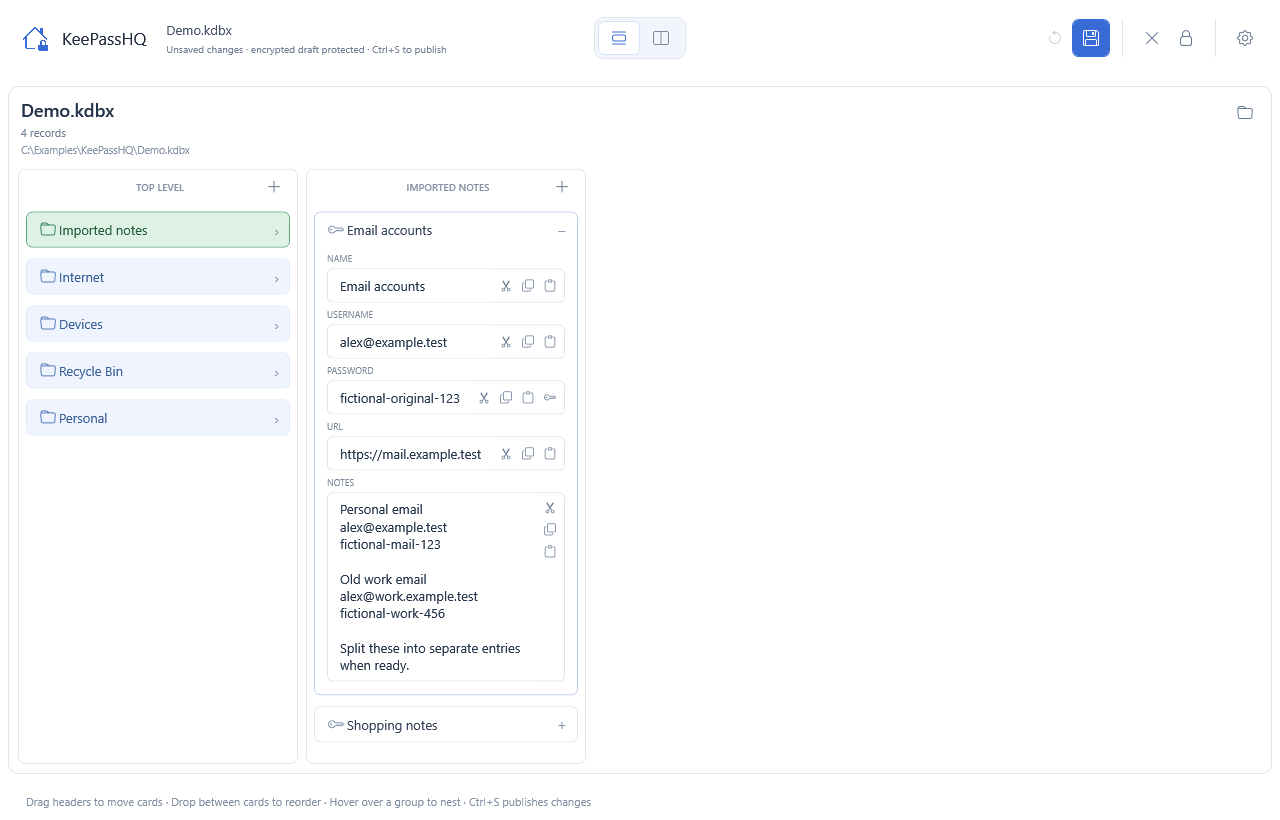 KeePassHQ
Demo.kdbx
Unsaved changes · encrypted draft protected · Ctrl+S to publish
Demo.kdbx
4 records
C:\Examples\KeePassHQ\Demo.kdbx
TOP LEVEL
Imported notes
Internet
Devices
Recycle Bin
Personal
IMPORTED NOTES
Email accounts
NAME
Email accounts
USERNAME
alex@example.test
PASSWORD
fictional-original-123
URL
https://mail.example.test
NOTES
Personal email
alex@example.test
fictional-mail-123
Old work email
alex@work.example.test
fictional-work-456
Split these into separate entries
when ready.
Shopping notes
Drag headers to move cards · Drop between cards to reorder · Hover over a group to nest · Ctrl+S publishes changes